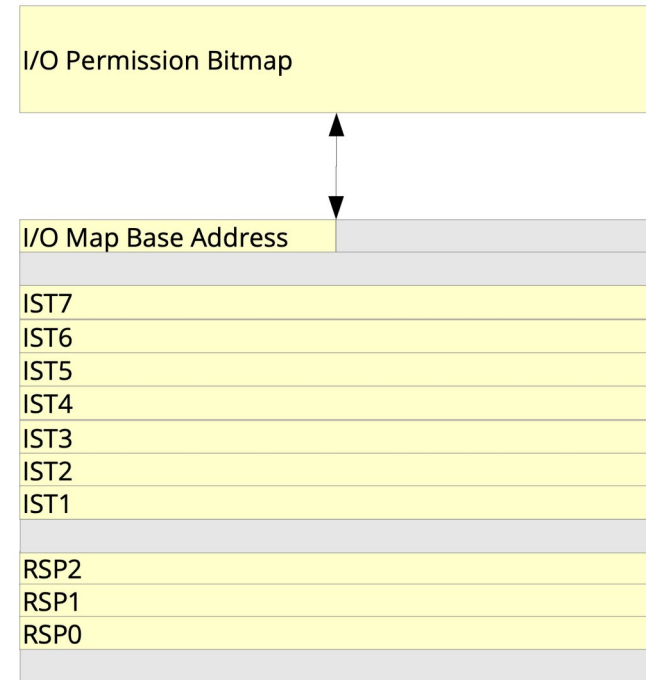 I/O Permission Bitmap
I/O Map Base Address
IST7
IST6
IST5
IST4
IST3
IST2
IST1
RSP2
RSP1
RSP0